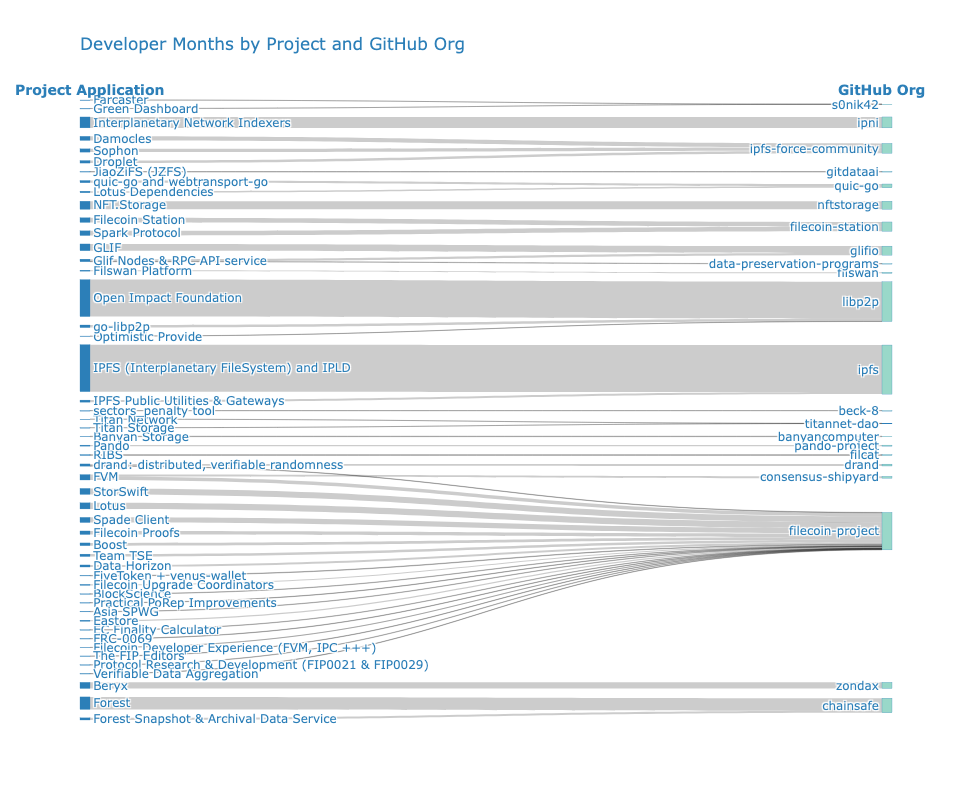 Developer Months by Project and GitHub Org
Project Application
GitHub Org
Farcaster
s0nik42
Green Dashboard
Interplanetary Network Indexers
ipni
Damocles
ipfs-force-community
Sophon
Droplet
JiaoZiFS (JZFS)
gitdataai
quic-go and webtransport-go
quic-go
Lotus Dependencies
NFT.Storage
nftstorage
Filecoin Station
filecoin-station
Spark Protocol
GLIF
glifio
Glif Nodes & RPC API service
data-preservation-programs
Filswan Platform
filswan
Open Impact Foundation
libp2p
go-libp2p
Optimistic Provide
IPFS (Interplanetary FileSystem) and IPLD
ipfs
IPFS Public Utilities & Gateways
sectors_penalty tool
beck-8
Titan Network
titannet-dao
Titan Storage
Banyan Storage
banyancomputer
Pando
pando-project
RIBS
filcat
drand: distributed, verifiable randomness
drand
FVM
consensus-shipyard
StorSwift
Lotus
Spade Client
filecoin-project
Filecoin Proofs
Boost
Team TSE
Data Horizon
FiveToken + venus-wallet
Filecoin Upgrade Coordinators
BlockScience
Practical PoRep Improvements
Asia SPWG
Eastore
EC Finality Calculator
FRC-0069
Filecoin Developer Experience (FVM, IPC +++)
The FIP Editors
Protocol Research & Development (FIP0021 & FIP0029)
Verifiable Data Aggregation
Beryx
zondax
Forest
chainsafe
Forest Snapshot & Archival Data Service